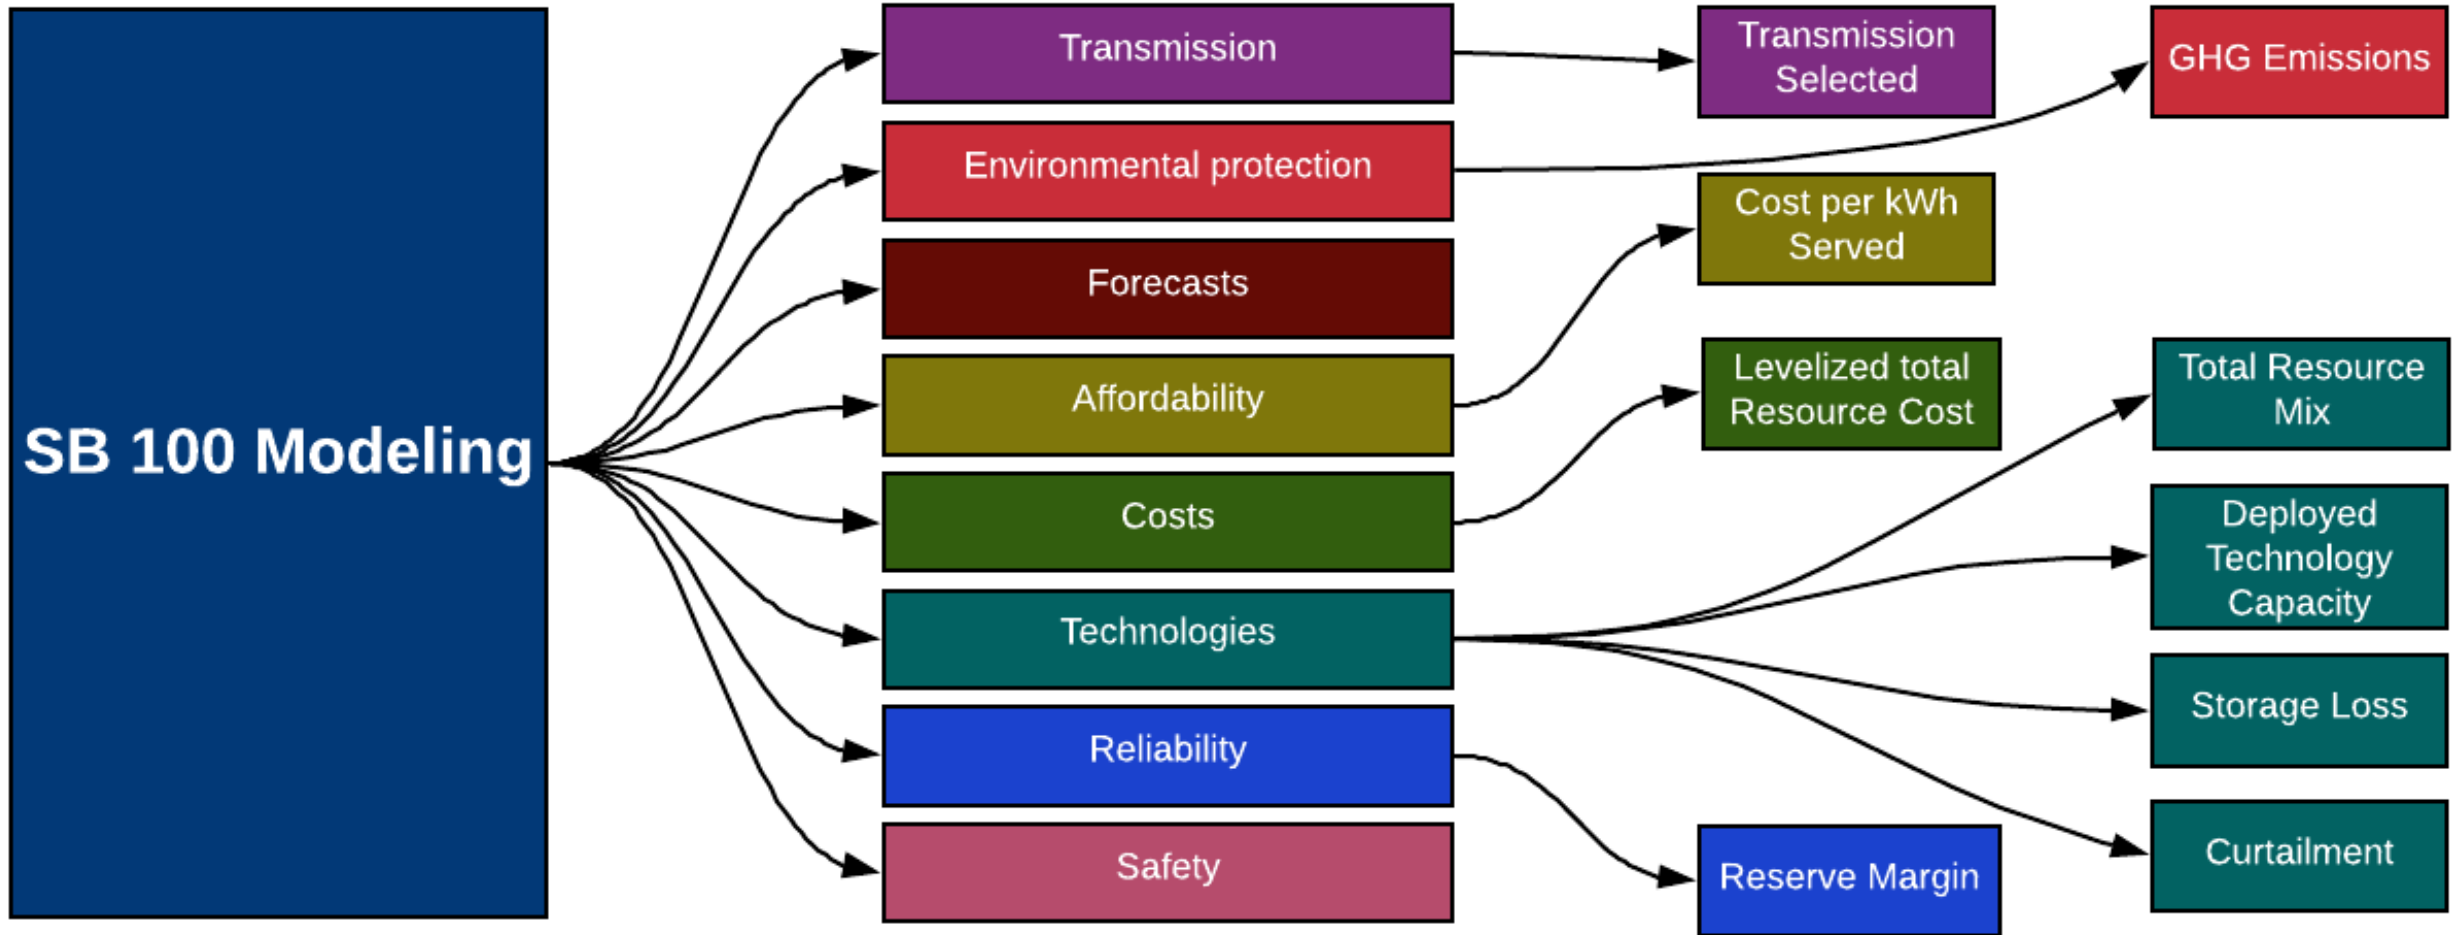 SB 100 Modeling
Transmission
Environmental protection
Forecasts
Affordability
Costs
Technologies
Reliability
Safety
Transmission
Selected
Cost per kWh
Served
Levelized total
Resource Cost
Reserve Margin
GHG Emissions
Total Resource
Mix
Deployed
Technology
Capacity
Storage Loss
Curtailment